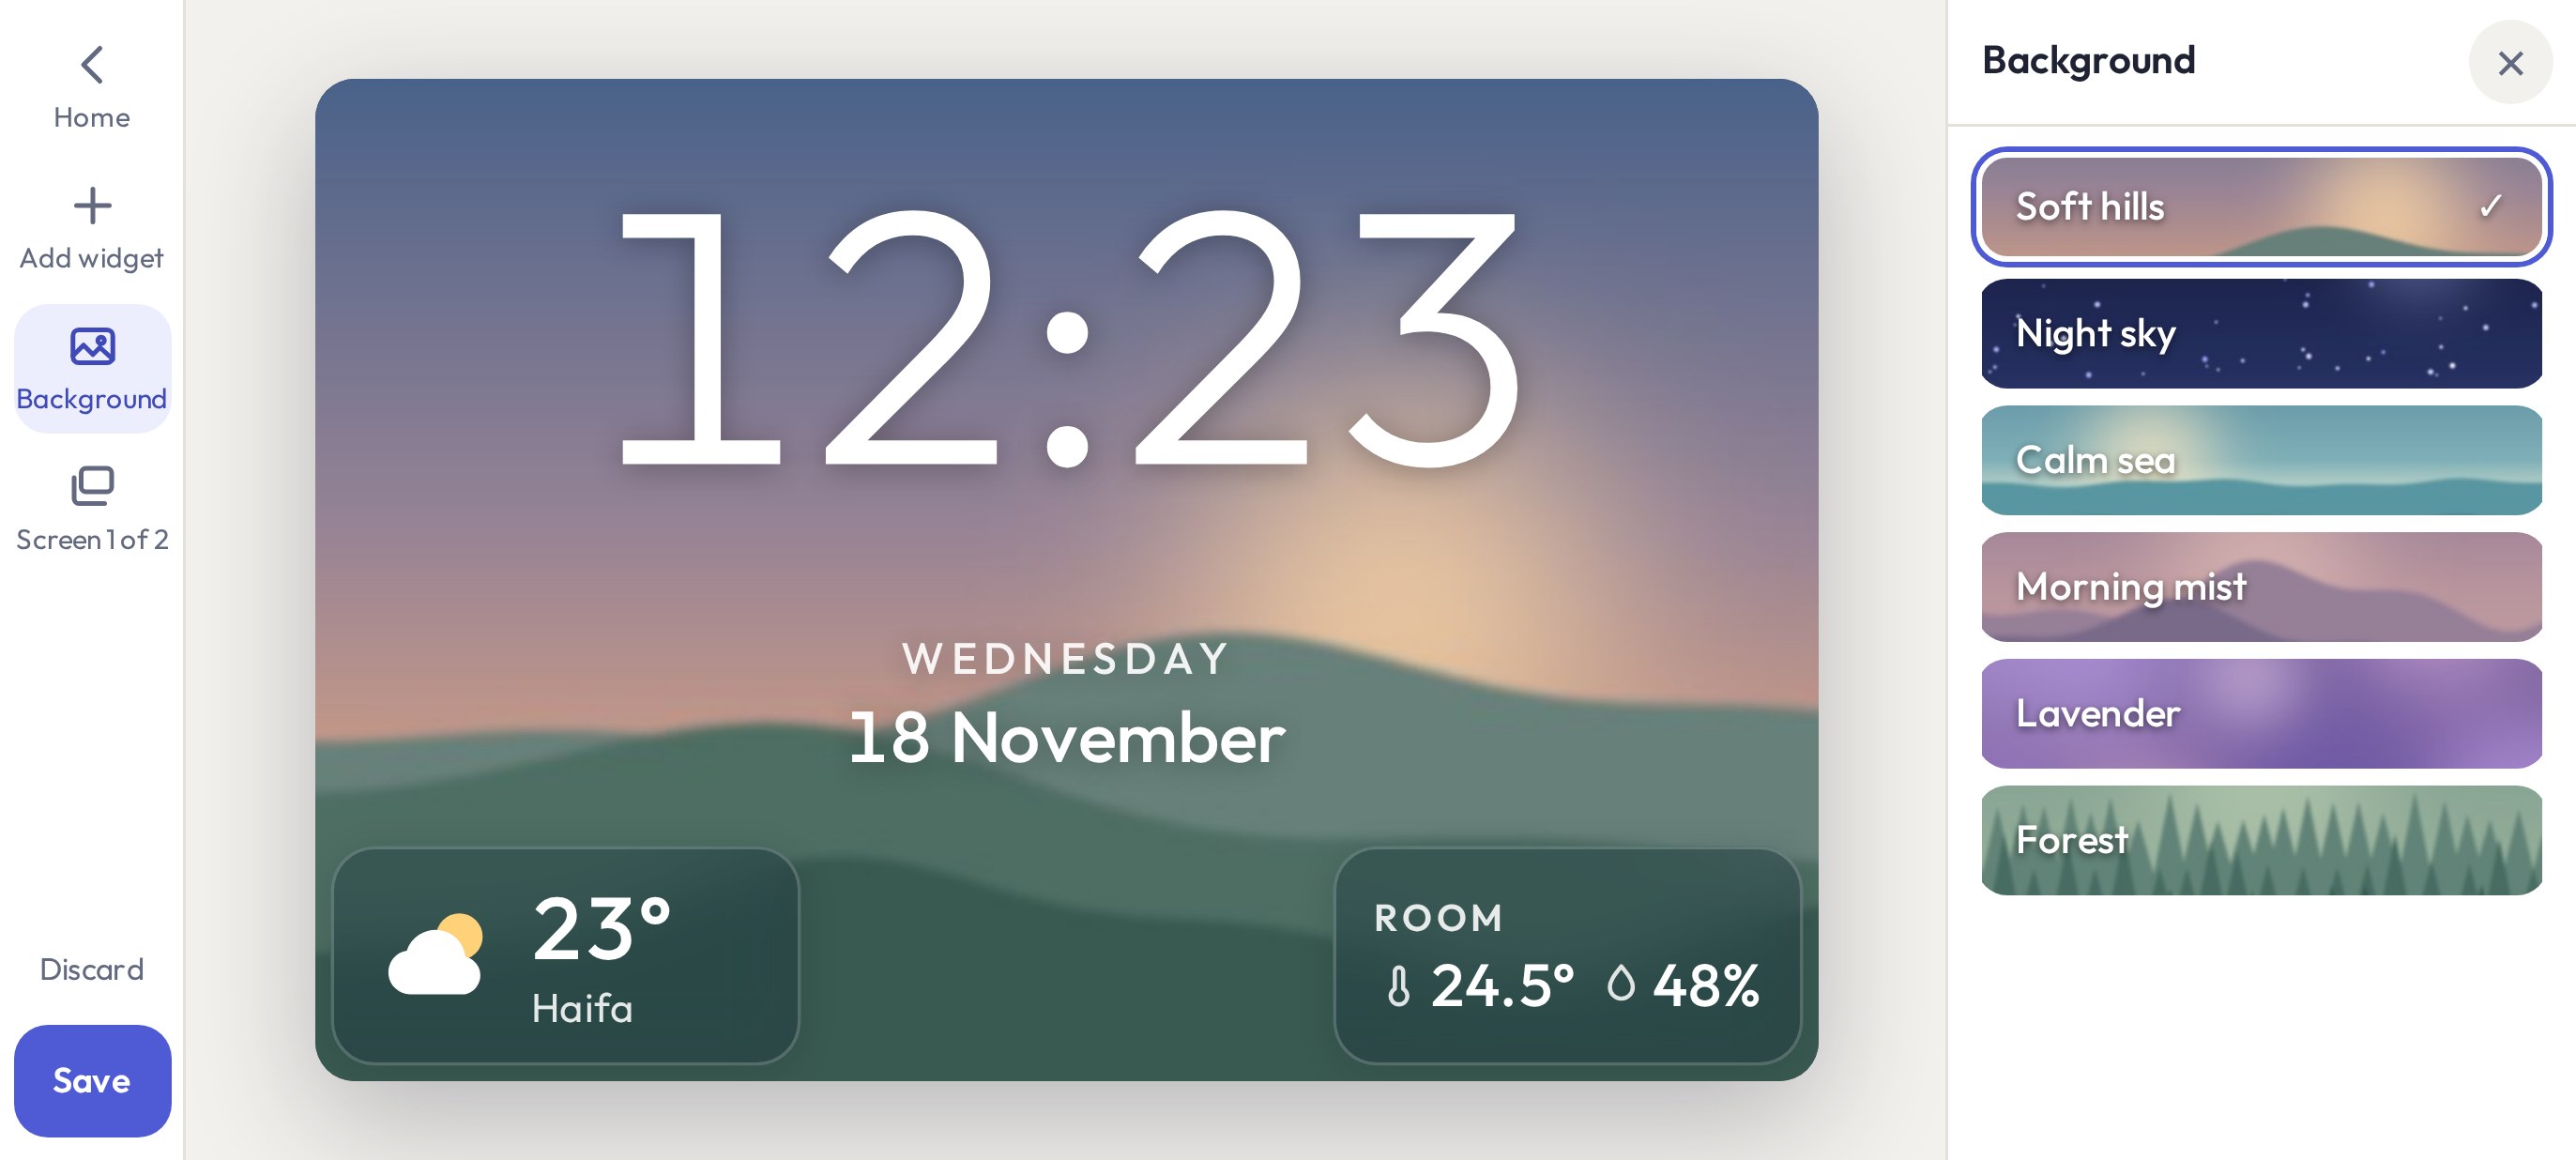 Home
Add widget
Background
Screen 1 of 2
Discard
Save
12:23
WEDNESDAY
18 November
23°
Haifa
ROOM
24.5° 48%
Background
Soft hills
Night sky
Calm sea
Morning mist
Lavender
Forest